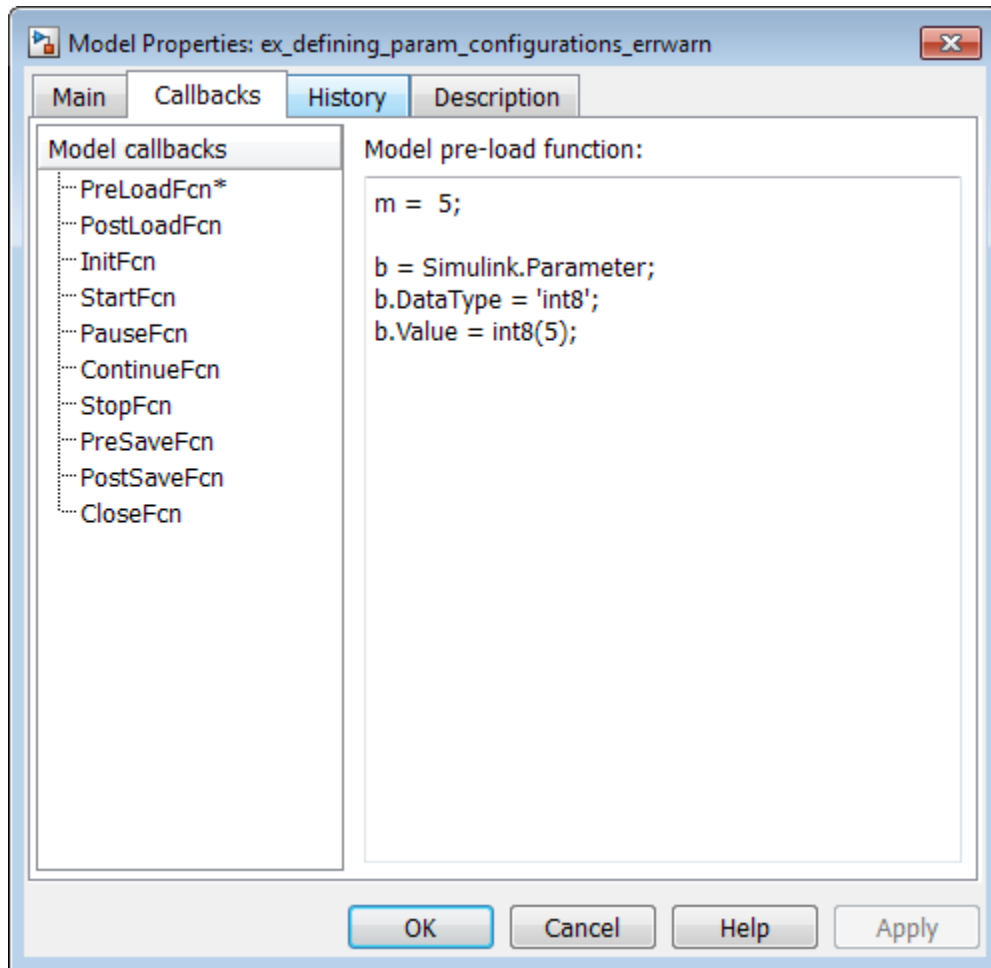 Model Properties: ex_defining_param_configurations_errwarn
Main Callbacks History Description
Model callbacks
PreLoadFcn*
PostLoadFcn
InitFcn
StartFcn
PauseFcn
ContinueFcn
StopFcn
PreSaveFcn
PostSaveFcn
CloseFcn
Model pre-load function:
m =  5;
b = Simulink.Parameter;
b.DataType = 'int8';
b.Value = int8(5);
OK Cancel Help Apply